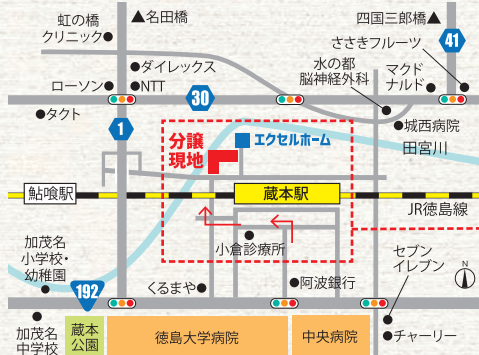 虹の橋
クリニック
▲名田橋
四国三郎橋▲
41
ささきフルーツ
ダイレックス
水の都
脳神経外科
マクド
ナルド
ローソン
NTT
30
タクト
1
城西病院
分譲
現地
エクセルホーム
田宮川
鮎喰駅
蔵本駅
JR徳島線
小倉診療所
加茂名
小学校・
幼稚園
セブン
イレブン
N
192
くるまや
阿波銀行
加茂名
中学校
蔵本
公園
徳島大学病院
中央病院
チャーリー